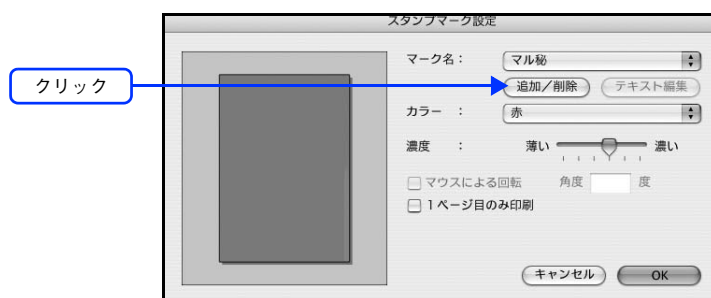 スタンプマーク設定
マーク名： マル秘
クリック
追加／削除 テキスト編集
カラー ： 赤
濃度 ： 薄い 濃い
マウスによる回転 角度 度
1 ページ目のみ印刷
キャンセル OK